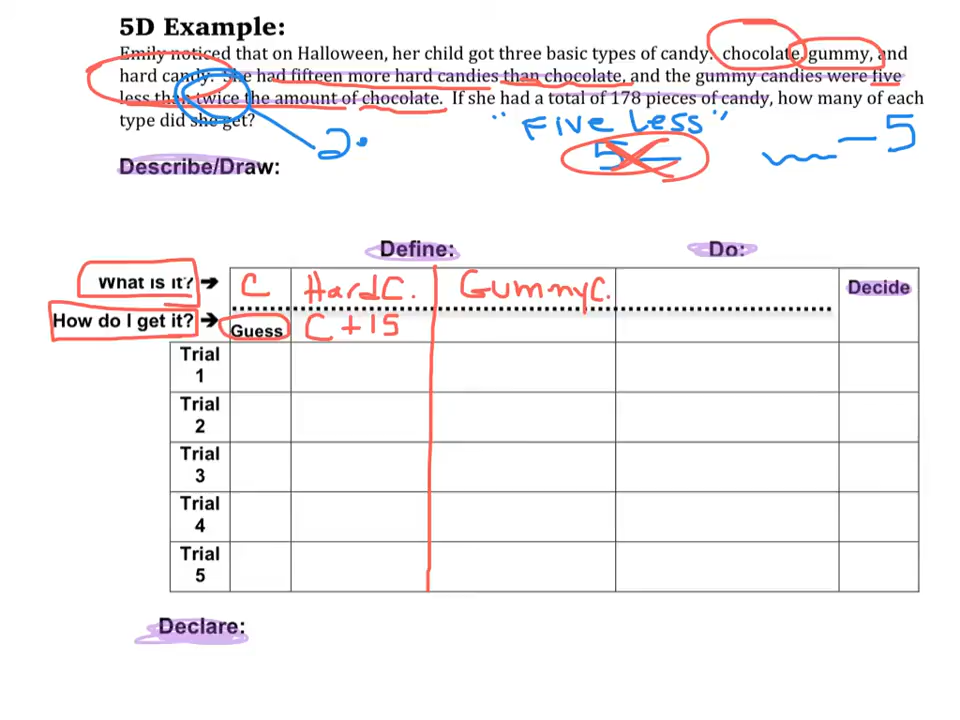 5D Example:
Emily noticed that on Halloween, her child got three basic types of candy: chocolate, gummy, and
hard candy. She had fifteen more hard candies than chocolate, and the gummy candies were five
less than twice the amount of chocolate. If she had a total of 178 pieces of candy, how many of each
type did she get?
2•
"Five Less"
5 −
− 5
Describe/Draw:
Define:
Do:
What is it? → C Hard C. Gummy C. Decide
How do I get it? → Guess C + 15
Trial
1
Trial
2
Trial
3
Trial
4
Trial
5
Declare: